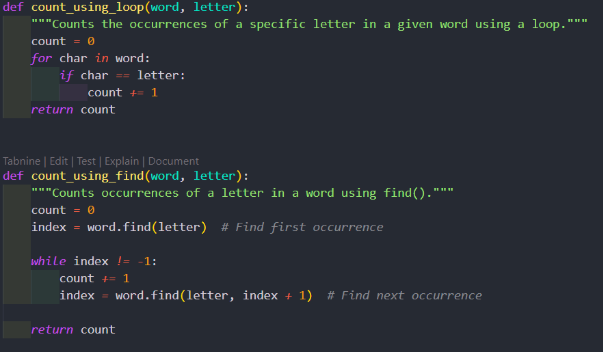 def count_using_loop(word, letter):
    """Counts the occurrences of a specific letter in a given word using a loop."""
    count = 0
    for char in word:
        if char == letter:
            count += 1
    return count
Tabnine | Edit | Test | Explain | Document
def count_using_find(word, letter):
    """Counts occurrences of a letter in a word using find()."""
    count = 0
    index = word.find(letter)  # Find first occurrence
    while index != -1:
        count += 1
        index = word.find(letter, index + 1)  # Find next occurrence
    return count